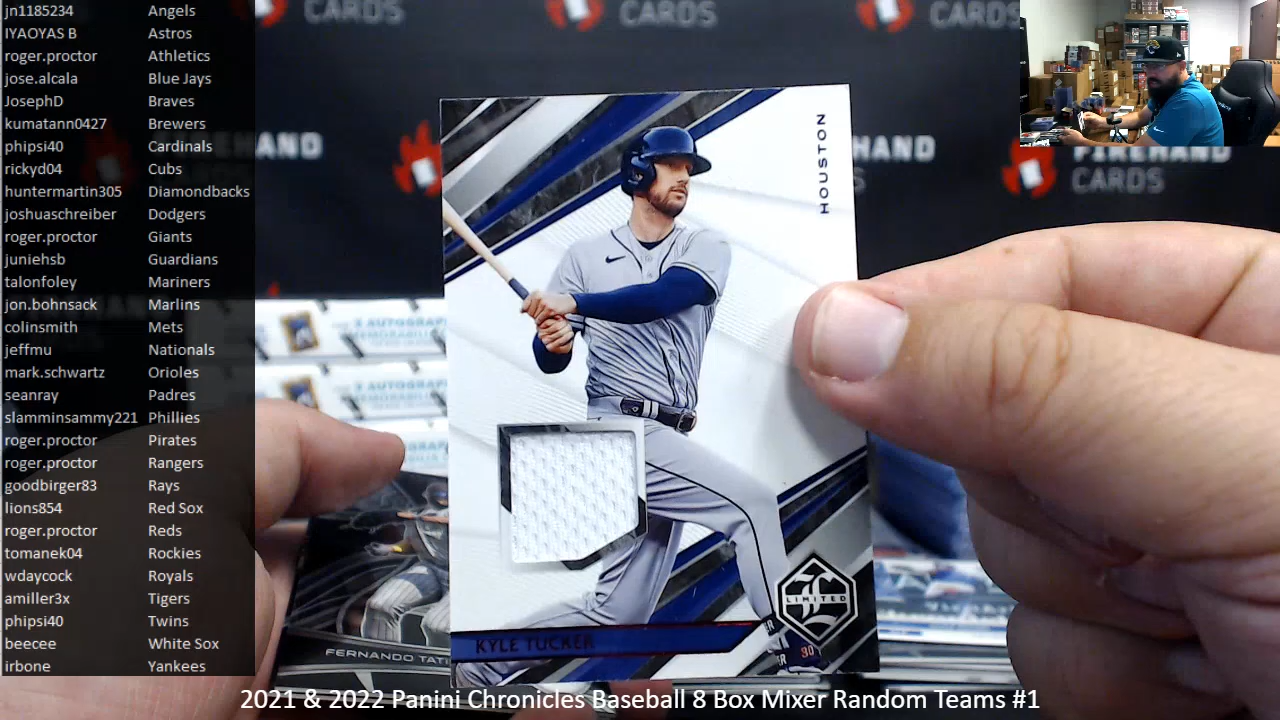 jn1185234 Angels
IYAOYAS B Astros
roger.proctor Athletics
jose.alcala Blue Jays
JosephD Braves
kumatann0427 Brewers
phipsi40 Cardinals
rickyd04 Cubs
huntermartin305 Diamondbacks
joshuaschreiber Dodgers
roger.proctor Giants
juniehsb Guardians
talonfoley Mariners
jon.bohnsack Marlins
colinsmith Mets
jeffmu Nationals
mark.schwartz Orioles
seanray Padres
slamminsammy221 Phillies
roger.proctor Pirates
roger.proctor Rangers
goodbirger83 Rays
lions854 Red Sox
roger.proctor Reds
tomanek04 Rockies
wdaycock Royals
amiller3x Tigers
phipsi40 Twins
beecee White Sox
irbone Yankees
CARDS
CARDS
CARDS
FIREHAND
CARDS
HOUSTON
LIMITED
KYLE TUCKER
30
FERNANDO TATI
2021 & 2022 Panini Chronicles Baseball 8 Box Mixer Random Teams #1